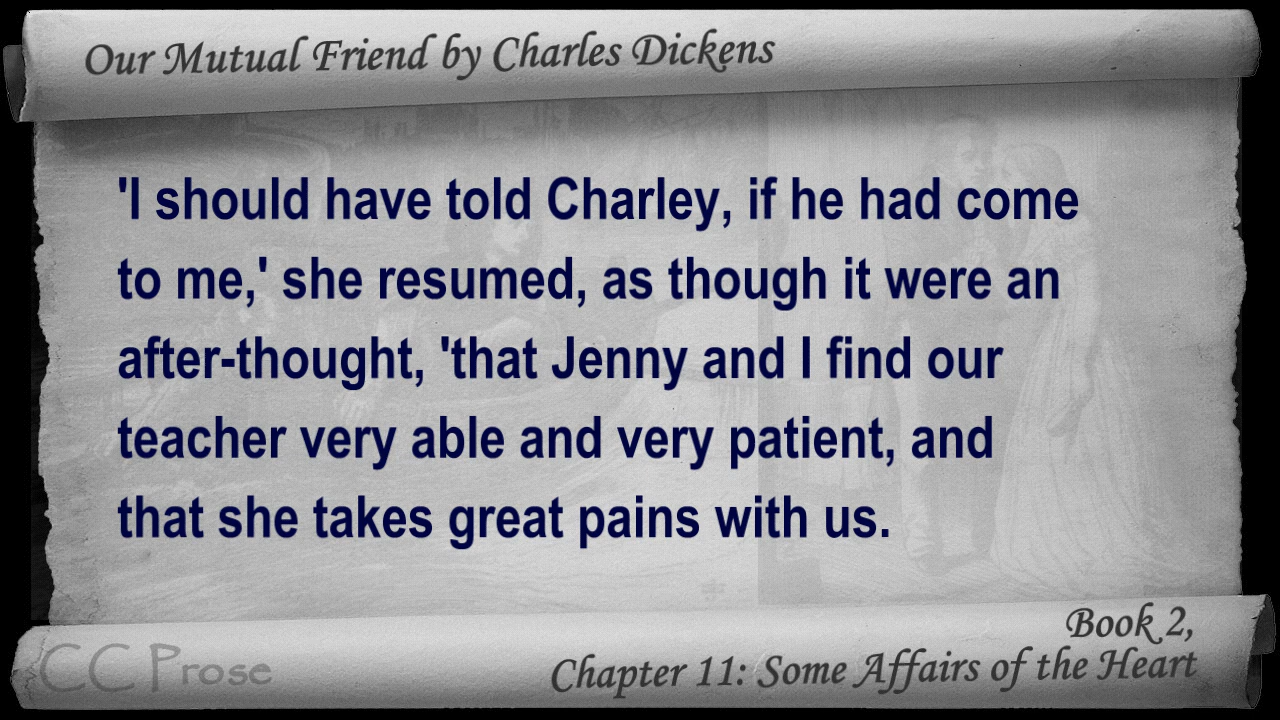 Our Mutual Friend by Charles Dickens
'I should have told Charley, if he had come
to me,' she resumed, as though it were an
after-thought, 'that Jenny and I find our
teacher very able and very patient, and
that she takes great pains with us.
Book 2,
Chapter 11: Some Affairs of the Heart
CC Prose